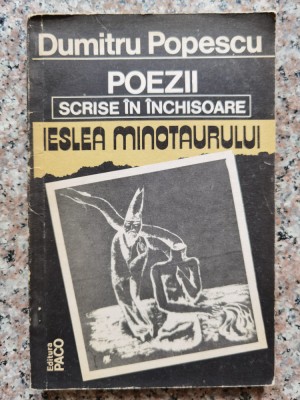 Dumitru Popescu
POEZII
SCRISE ÎN ÎNCHISOARE
IESLEA MINOTAURULUI
Editura
PACO